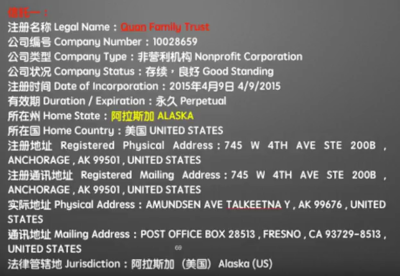 信托一：
注册名称 Legal Name：Quan Family Trust
公司编号 Company Number：10028659
公司类型 Company Type：非营利机构 Nonprofit Corporation
公司状况 Company Status：存续，良好 Good Standing
注册时间 Date of Incorporation：2015年4月9日 4/9/2015
有效期 Duration / Expiration：永久 Perpetual
所在州 Home State：阿拉斯加 ALASKA
所在国 Home Country：美国 UNITED STATES
注册地址 Registered Physical Address：745 W 4TH AVE STE 200B ,
ANCHORAGE , AK 99501 , UNITED STATES
注册通讯地址 Registered Mailing Address：745 W 4TH AVE STE 200B ,
ANCHORAGE , AK 99501 , UNITED STATES
实际地址 Physical Address：AMUNDSEN AVE TALKEETNA Y , AK 99676 , UNITED
STATES
通讯地址 Mailing Address：POST OFFICE BOX 28513 , FRESNO , CA 93729-8513 ,
UNITED STATES
法律管辖地 Jurisdiction：阿拉斯加（美国）Alaska (US)